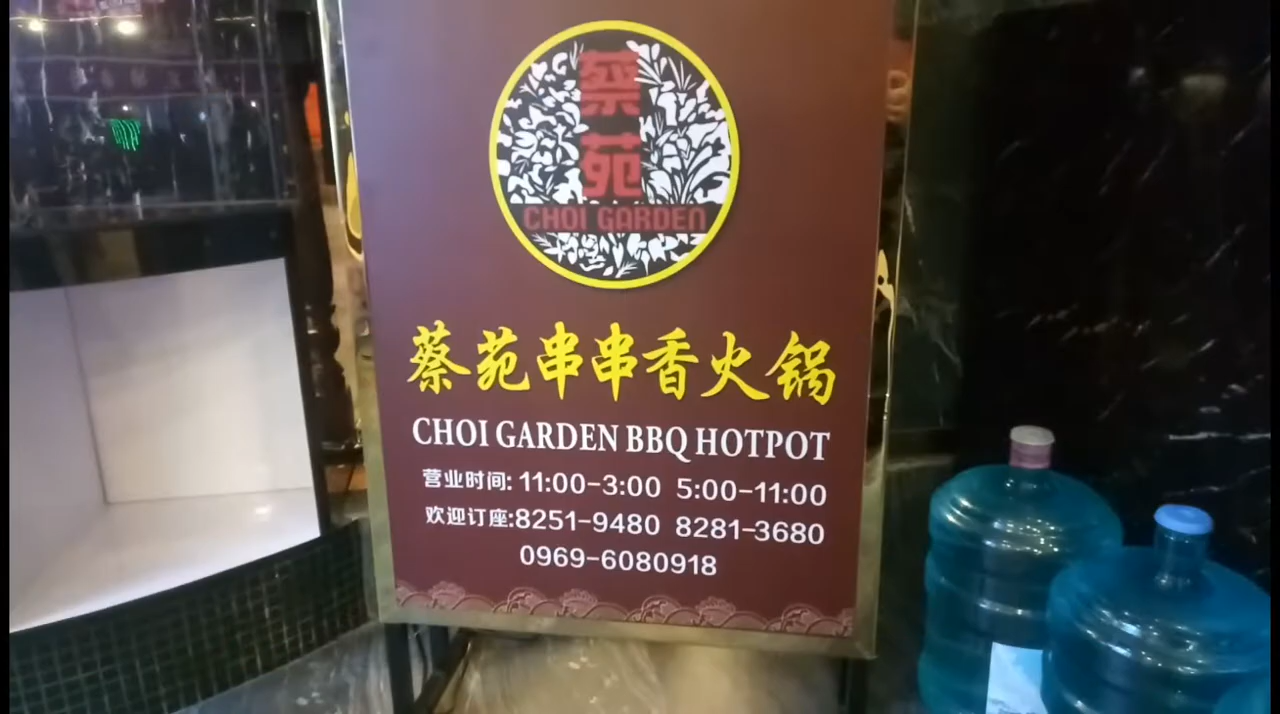 蔡
苑
CHOI GARDEN
蔡苑串串香火锅
CHOI GARDEN BBQ HOTPOT
营业时间: 11:00-3:00 5:00-11:00
欢迎订座:8251-9480 8281-3680
0969-6080918